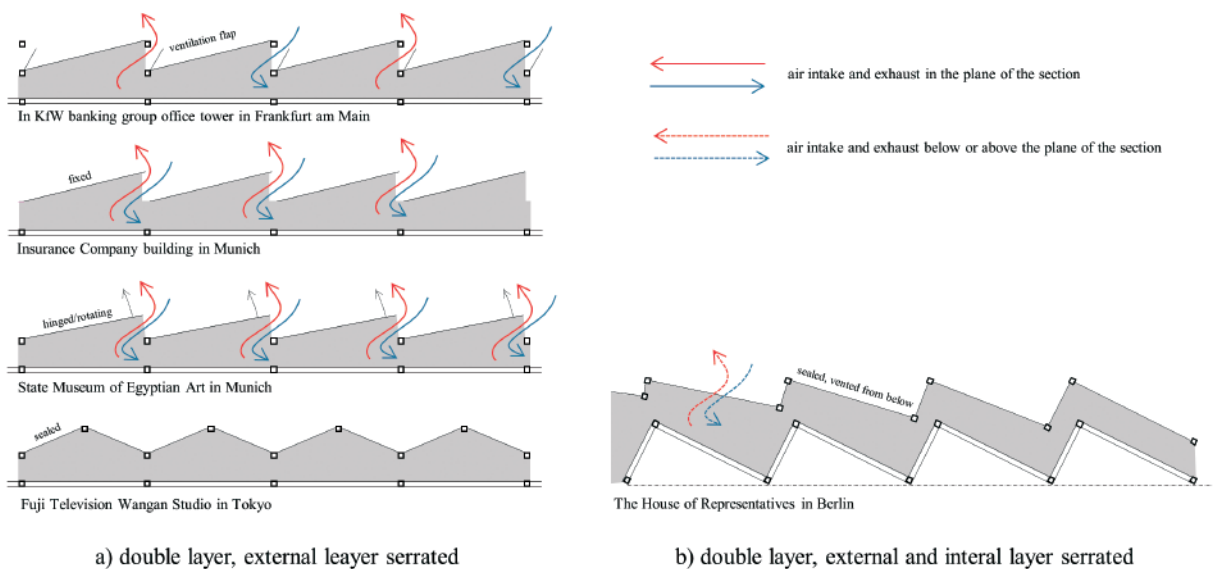 ventilation flap
In KfW banking group office tower in Frankfurt am Main
fixed
Insurance Company building in Munich
hinged/rotating
State Museum of Egyptian Art in Munich
sealed
Fuji Television Wangan Studio in Tokyo
a) double layer, external leayer serrated
air intake and exhaust in the plane of the section
air intake and exhaust below or above the plane of the section
sealed, vented from below
The House of Representatives in Berlin
b) double layer, external and interal layer serrated